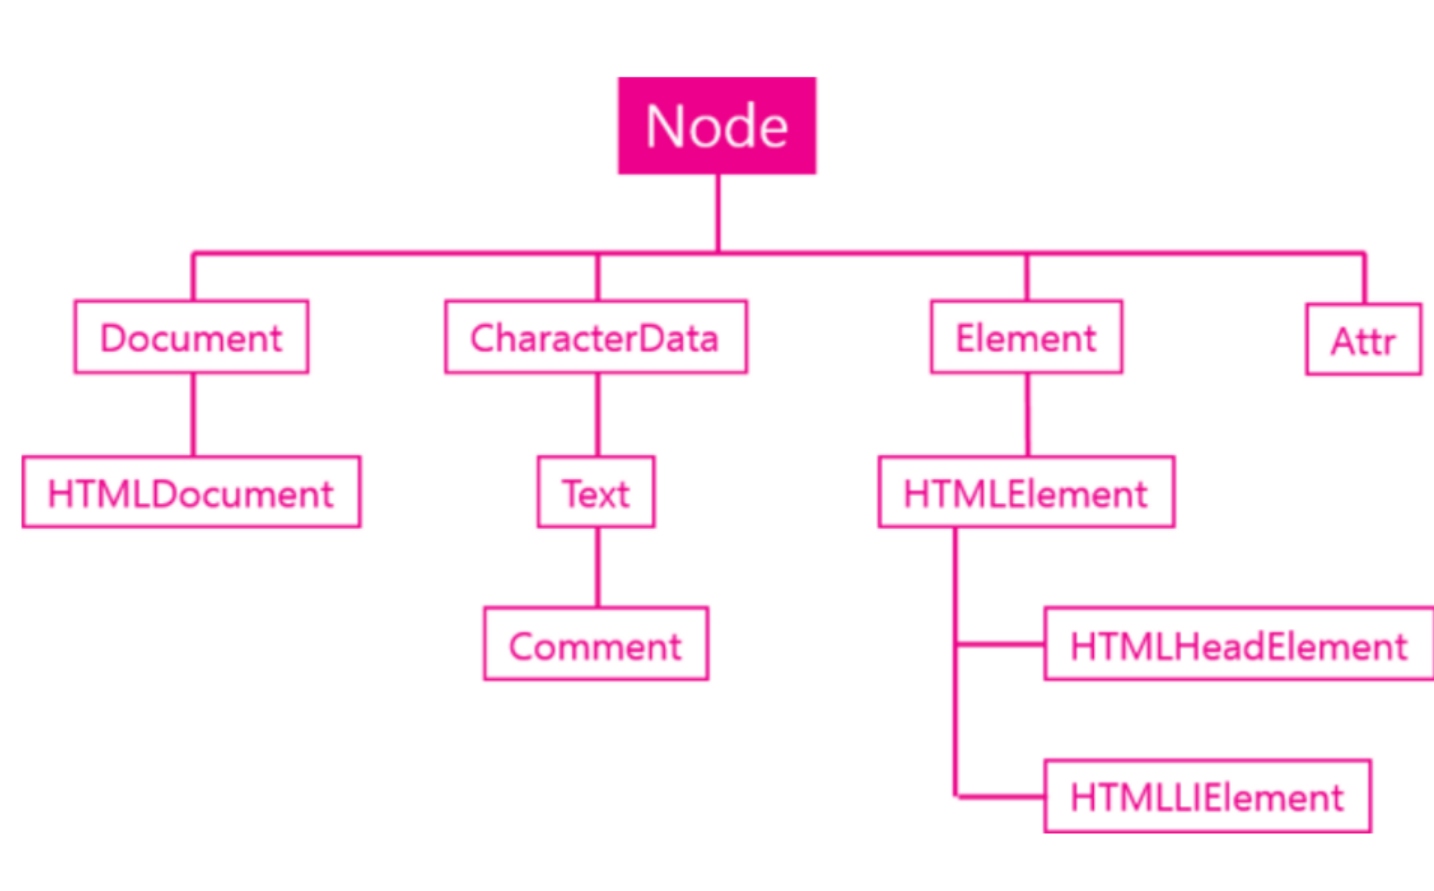 Node
Document
CharacterData
Element
Attr
HTMLDocument
Text
HTMLElement
Comment
HTMLHeadElement
HTMLLIElement